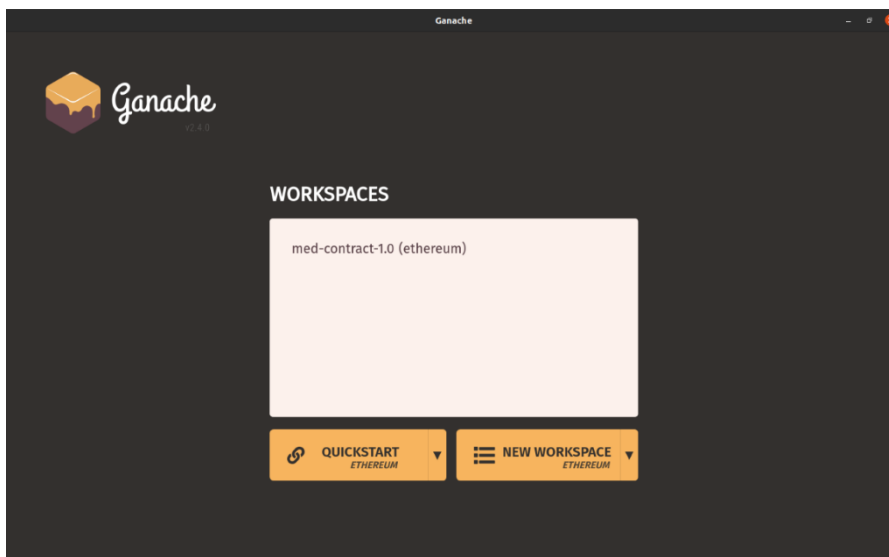 Ganache
Ganache
v2.4.0
WORKSPACES
med-contract-1.0 (ethereum)
QUICKSTART
ETHEREUM
NEW WORKSPACE
ETHEREUM